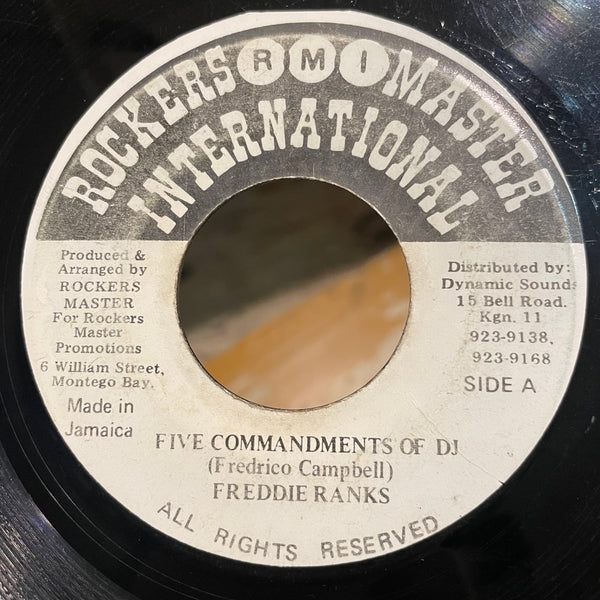 ROCKERS RMI MASTER
INTERNATIONAL
Produced &
Arranged by
ROCKERS
MASTER
For Rockers
Master
Promotions
6 William Street,
Montego Bay.
Made in
Jamaica
Distributed by:
Dynamic Sounds
15 Bell Road.
Kgn. 11
923-9138,
923-9168
SIDE A
FIVE COMMANDMENTS OF DJ
(Fredrico Campbell)
FREDDIE RANKS
ALL RIGHTS RESERVED